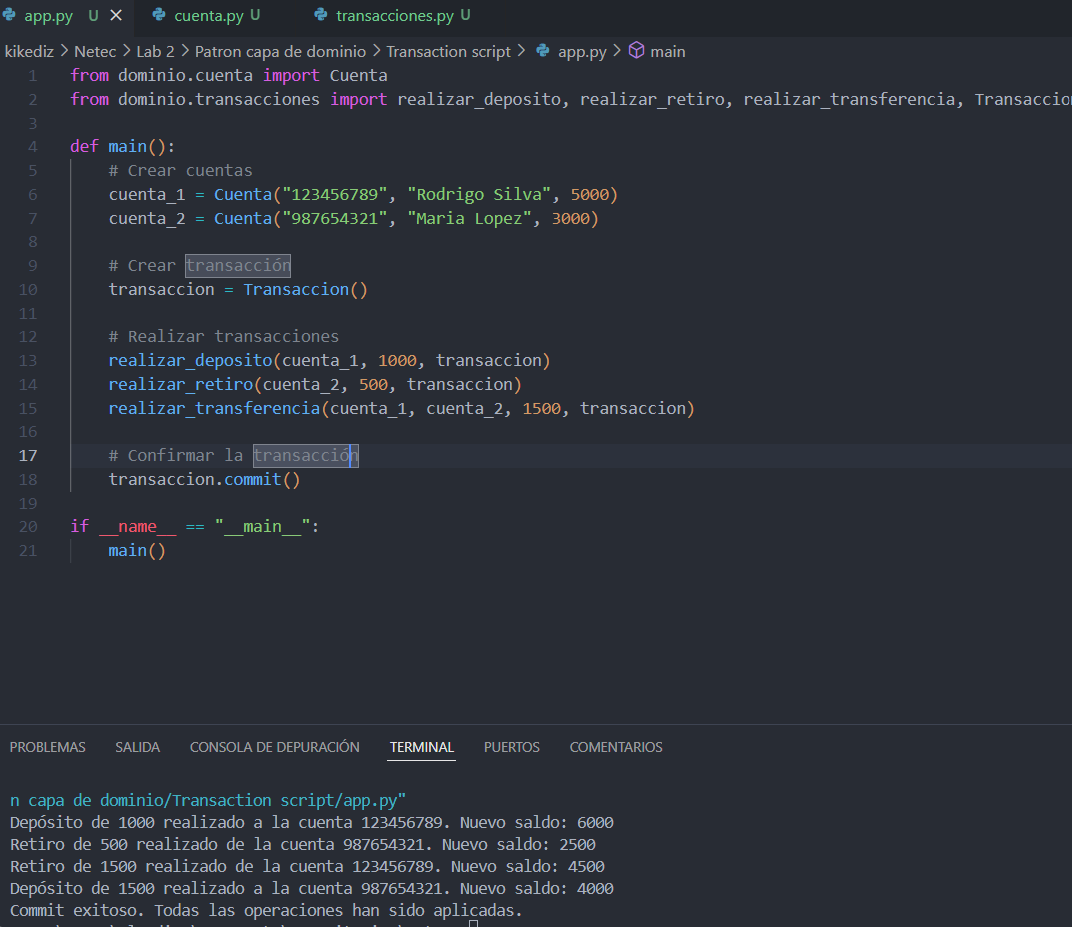 app.py U
cuenta.py U
transacciones.py U
kikediz > Netec > Lab 2 > Patron capa de dominio > Transaction script > app.py > main
1 from dominio.cuenta import Cuenta
2 from dominio.transacciones import realizar_deposito, realizar_retiro, realizar_transferencia, Transaccion
3
4 def main():
5 # Crear cuentas
6 cuenta_1 = Cuenta("123456789", "Rodrigo Silva", 5000)
7 cuenta_2 = Cuenta("987654321", "Maria Lopez", 3000)
8
9 # Crear transacción
10 transaccion = Transaccion()
11
12 # Realizar transacciones
13 realizar_deposito(cuenta_1, 1000, transaccion)
14 realizar_retiro(cuenta_2, 500, transaccion)
15 realizar_transferencia(cuenta_1, cuenta_2, 1500, transaccion)
16
17 # Confirmar la transacción
18 transaccion.commit()
19
20 if __name__ == "__main__":
21 main()
PROBLEMAS SALIDA CONSOLA DE DEPURACIÓN TERMINAL PUERTOS COMENTARIOS
n capa de dominio/Transaction script/app.py"
Depósito de 1000 realizado a la cuenta 123456789. Nuevo saldo: 6000
Retiro de 500 realizado de la cuenta 987654321. Nuevo saldo: 2500
Retiro de 1500 realizado de la cuenta 123456789. Nuevo saldo: 4500
Depósito de 1500 realizado a la cuenta 987654321. Nuevo saldo: 4000
Commit exitoso. Todas las operaciones han sido aplicadas.